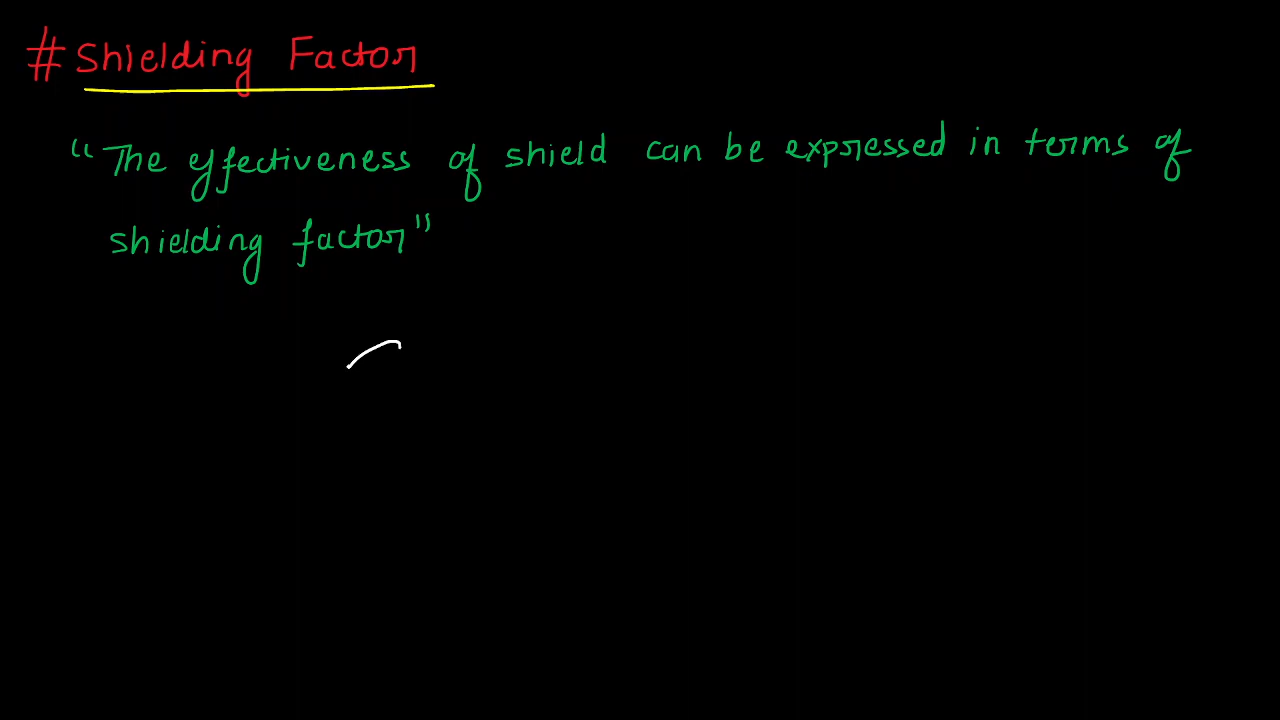 # Shielding Factor
“The effectiveness of shield can be expressed in terms of
shielding factor”